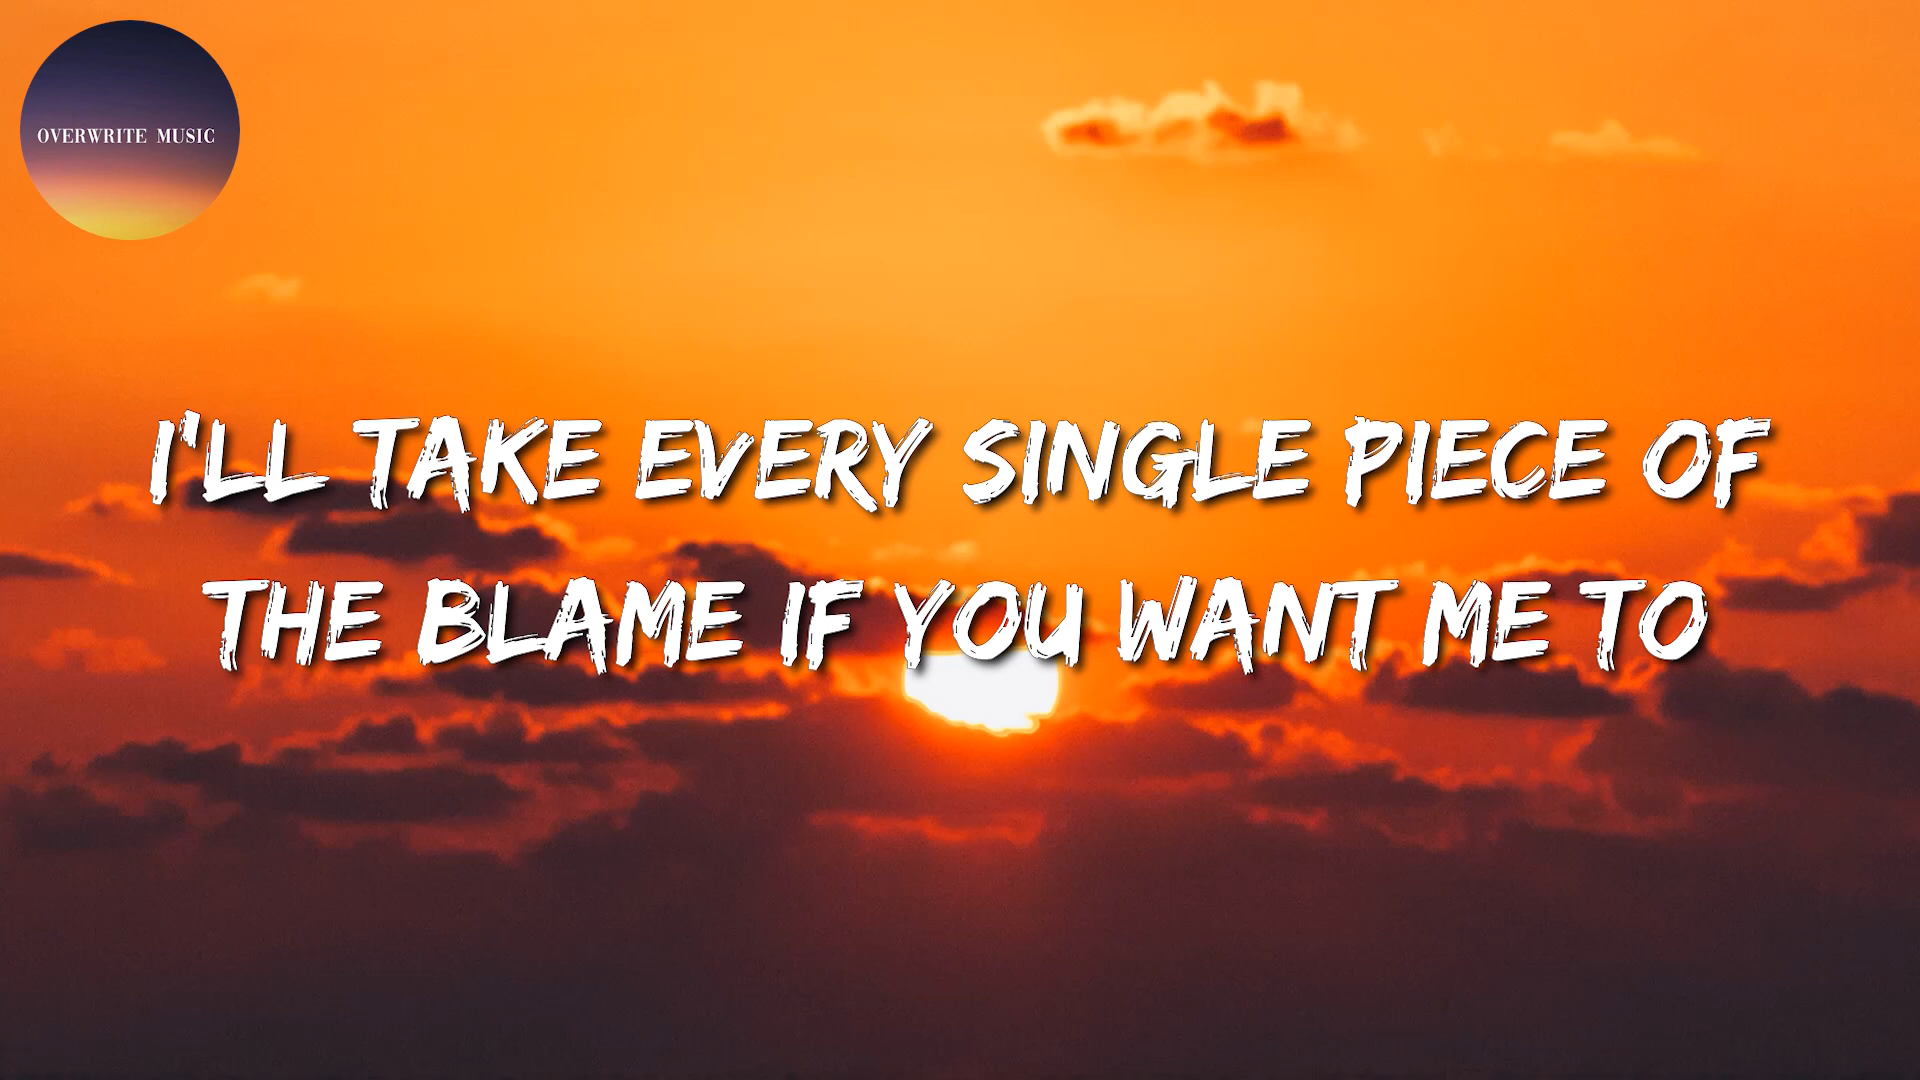 OVERWRITE MUSIC
I'LL TAKE EVERY SINGLE PIECE OF
THE BLAME IF YOU WANT ME TO